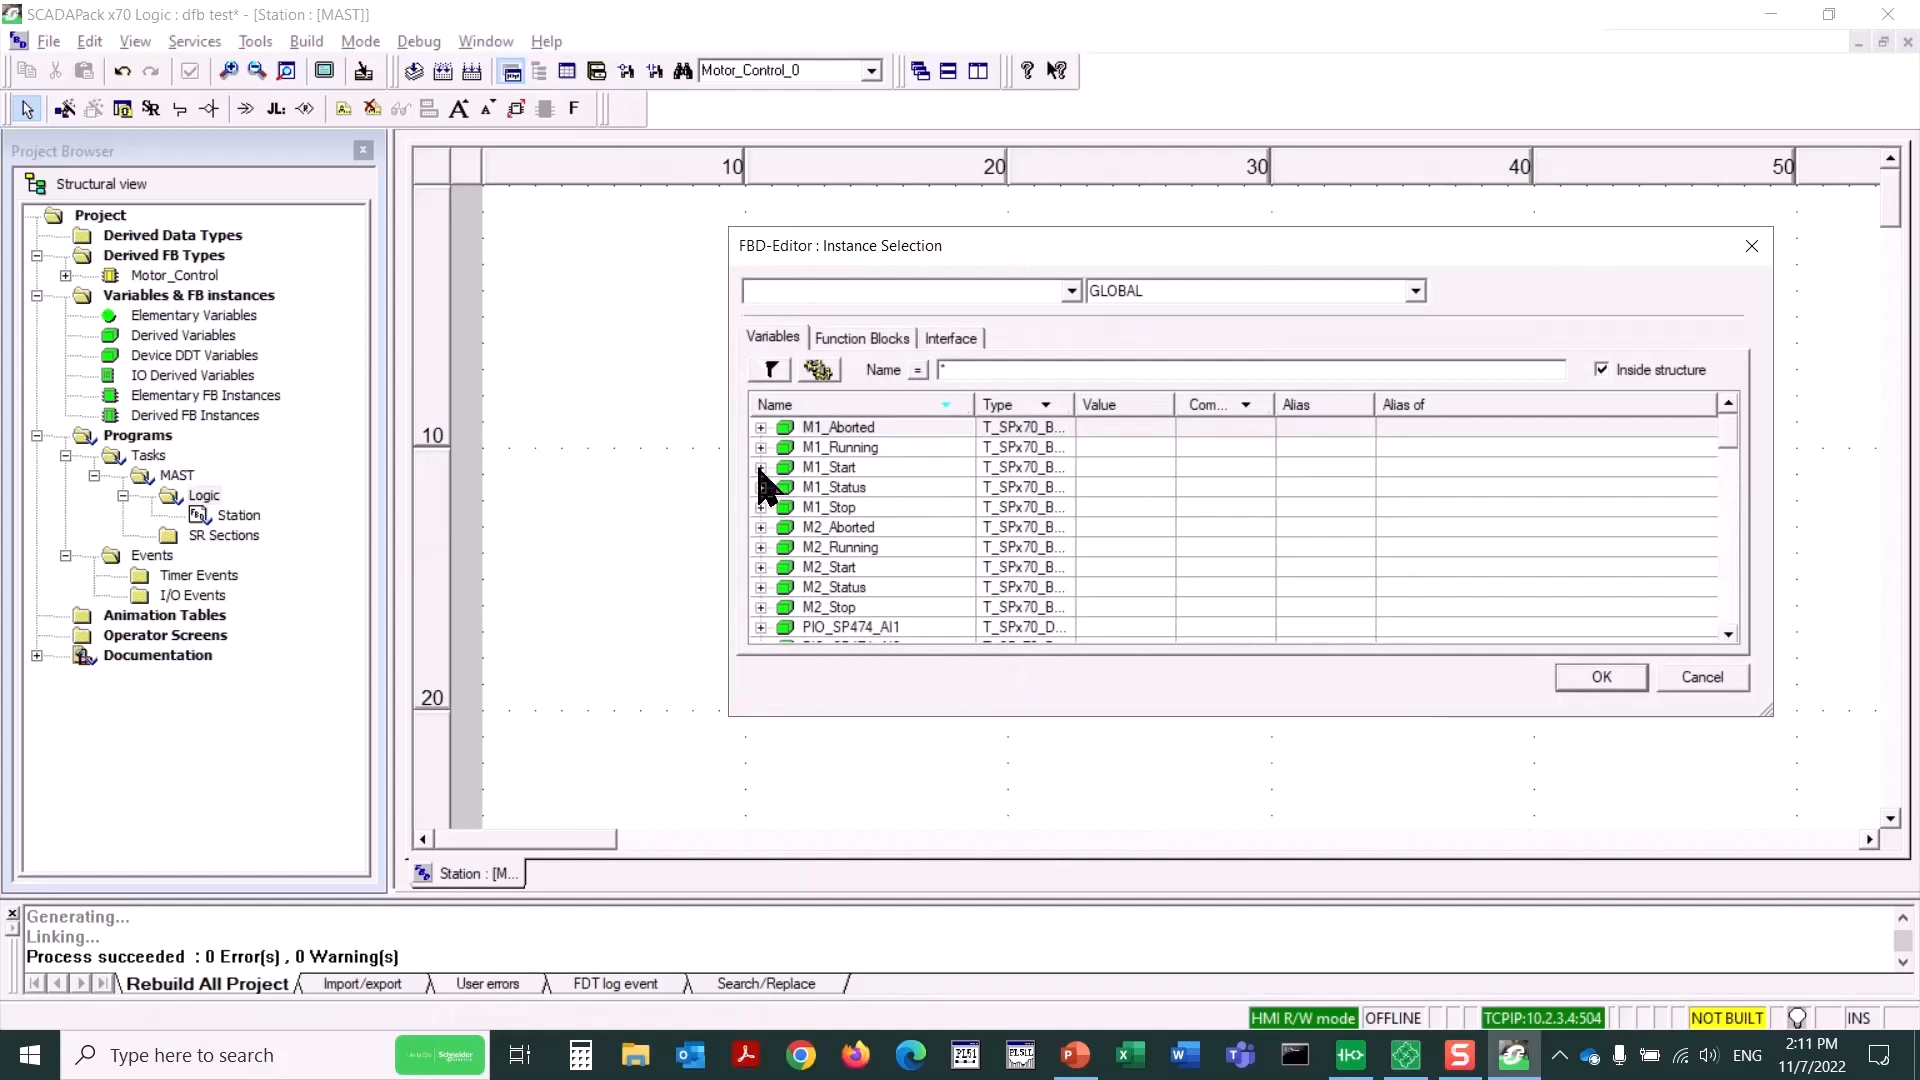 SCADAPack x70 Logic : dfb test* - [Station : [MAST]]
File Edit View Services Tools Build Mode Debug Window Help
Motor_Control_0
Project Browser
Structural view
Project
Derived Data Types
Derived FB Types
Motor_Control
Variables & FB instances
Elementary Variables
Derived Variables
Device DDT Variables
IO Derived Variables
Elementary FB Instances
Derived FB Instances
Programs
Tasks
MAST
Logic
Station
SR Sections
Events
Timer Events
I/O Events
Animation Tables
Operator Screens
Documentation
10 20 30 40 50
10
20
FBD-Editor : Instance Selection
GLOBAL
Variables Function Blocks Interface
Name = * Inside structure
Name Type Value Com... Alias Alias of
M1_Aborted T_SPx70_B...
M1_Running T_SPx70_B...
M1_Start T_SPx70_B...
M1_Status T_SPx70_B...
M1_Stop T_SPx70_B...
M2_Aborted T_SPx70_B...
M2_Running T_SPx70_B...
M2_Start T_SPx70_B...
M2_Status T_SPx70_B...
M2_Stop T_SPx70_B...
PIO_SP474_AI1 T_SPx70_D...
OK Cancel
Station : [M...
Generating...
Linking...
Process succeeded : 0 Error(s) , 0 Warning(s)
Rebuild All Project Import/export User errors FDT log event Search/Replace
HMI R/W mode OFFLINE TCPIP:10.2.3.4:504 NOT BUILT INS
Type here to search
Schneider
ENG
2:11 PM
11/7/2022